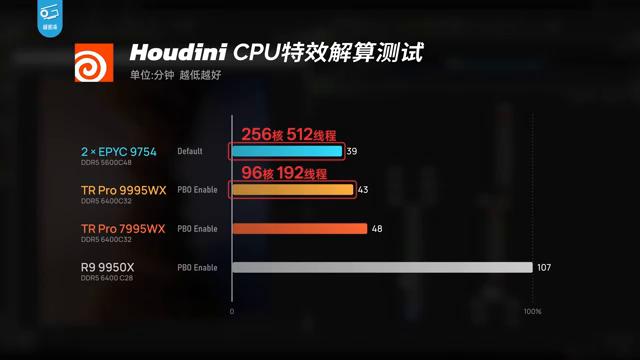 Houdini CPU特效解算测试
单位:分钟 越低越好
256核 512线程
2 × EPYC 9754 Default 39
DDR5 5600C48
96核 192线程
TR Pro 9995WX PBO Enable 43
DDR5 6400C32
TR Pro 7995WX PBO Enable 48
DDR5 6400C32
R9 9950X PBO Enable 107
DDR5 6400 C28
0 100%